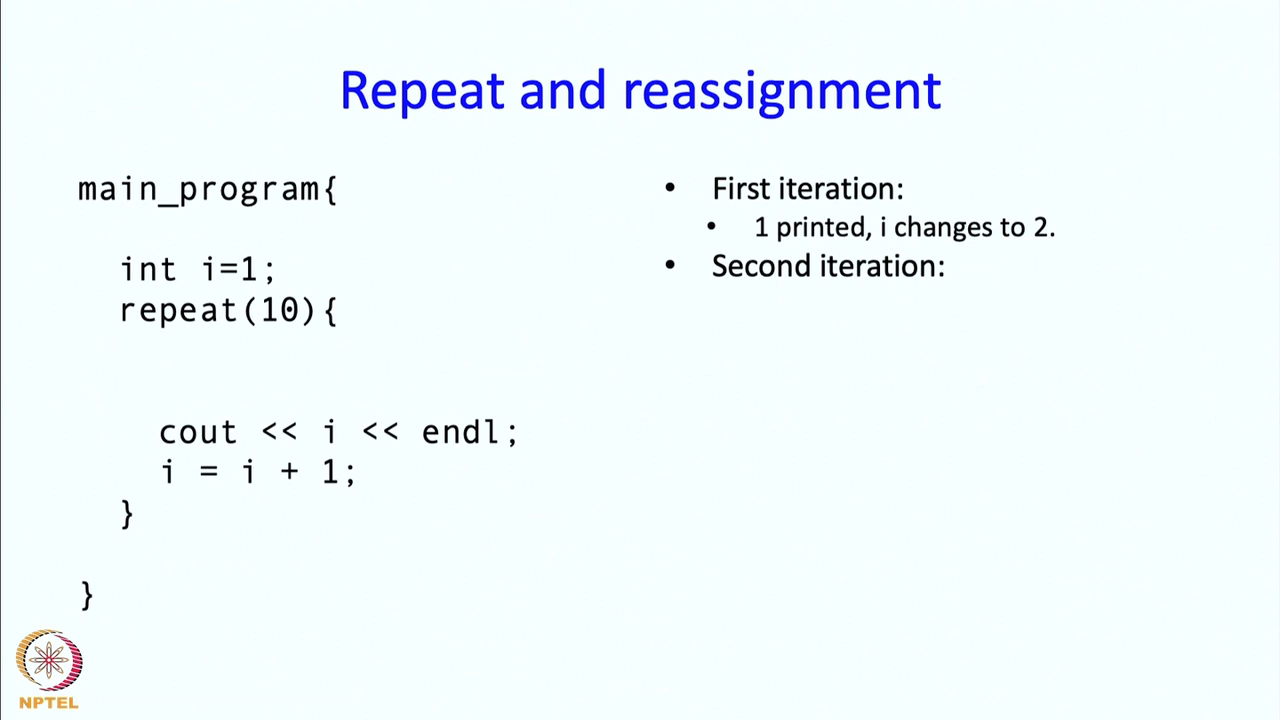 Repeat and reassignment
main_program{
int i=1;
repeat(10){
cout << i << endl;
i = i + 1;
}
}
• First iteration:
• 1 printed, i changes to 2.
• Second iteration:
NPTEL